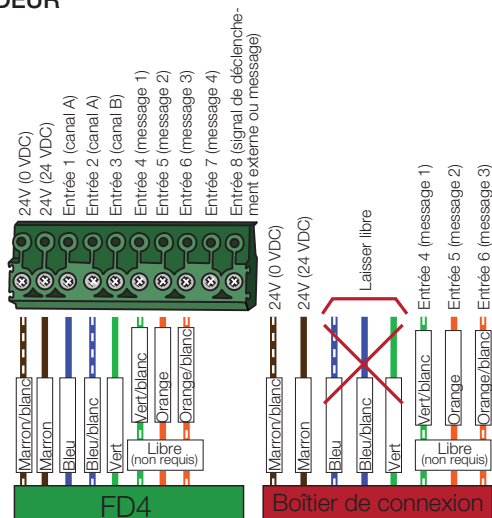 DEUR
24V (0 VDC)
24V (24 VDC)
Entrée 1 (canal A)
Entrée 2 (canal A)
Entrée 3 (canal B)
Entrée 4 (message 1)
Entrée 5 (message 2)
Entrée 6 (message 3)
Entrée 7 (message 4)
Entrée 8 (signal de déclenche-
ment externe ou message)
24V (0 VDC)
24V (24 VDC)
Laisser libre
Entrée 4 (message 1)
Entrée 5 (message 2)
Entrée 6 (message 3)
Marron/blanc
Marron
Bleu
Bleu/blanc
Vert
Vert/blanc
Orange
Orange/blanc
Libre
(non requis)
Marron/blanc
Marron
Bleu
Bleu/blanc
Vert
Vert/blanc
Orange
Orange/blanc
Libre
(non requis)
FD4
Boîtier de connexion